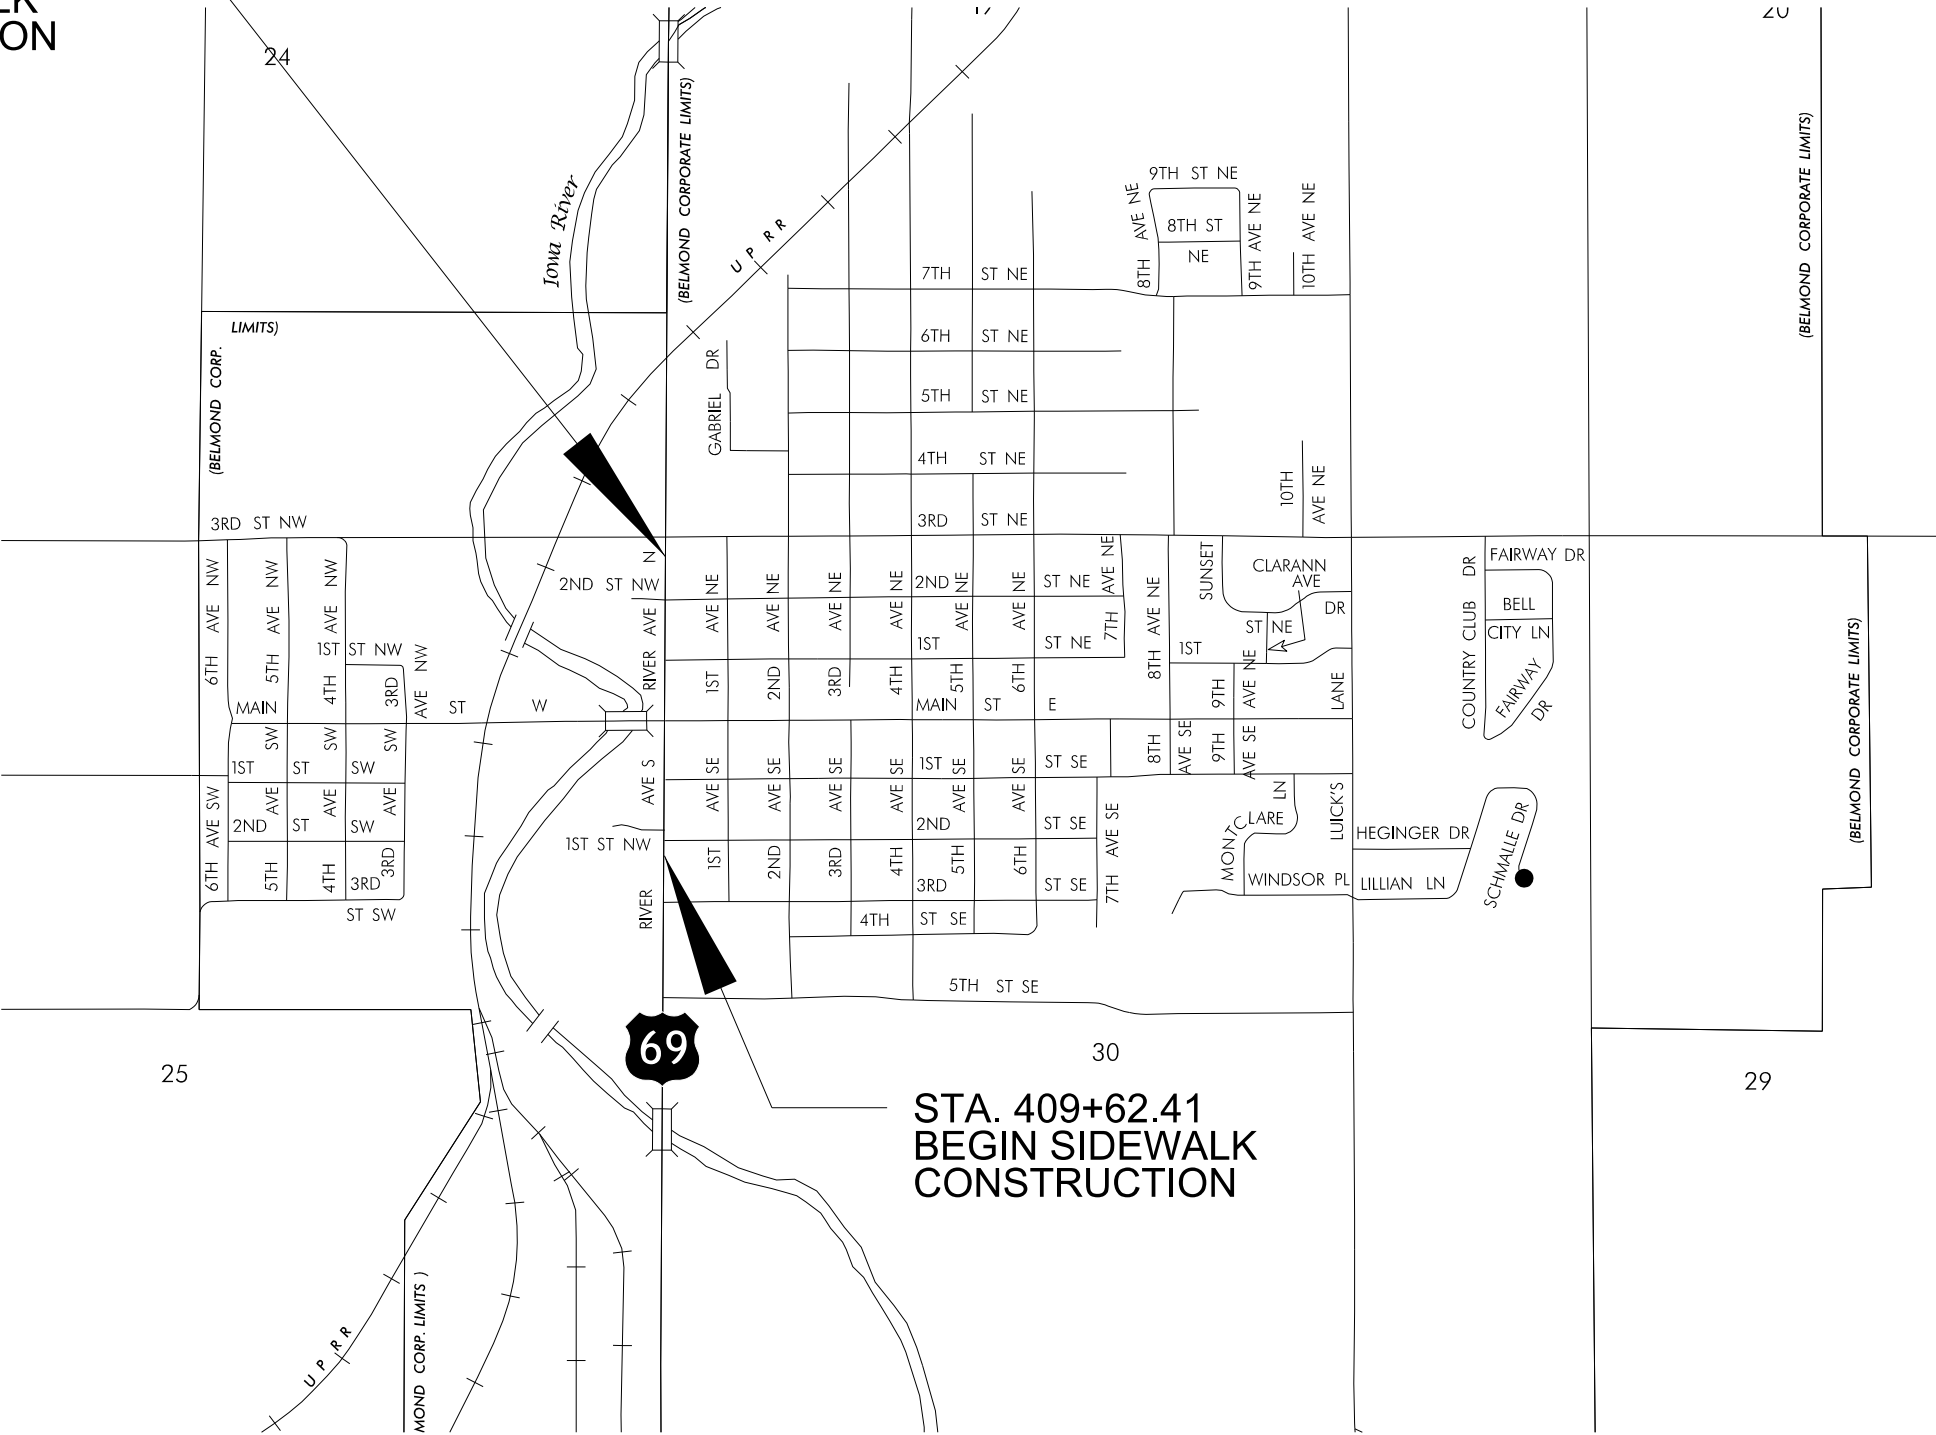 ON
24
20
(BELMOND CORPORATE LIMITS)
(BELMOND CORPORATE LIMITS)
Iowa River
U P RR
9TH ST NE
8TH AVE NE
8TH ST
NE
9TH AVE NE
10TH AVE NE
7TH ST NE
6TH ST NE
5TH ST NE
4TH ST NE
3RD ST NE
LIMITS)
(BELMOND CORP.
GABRIEL DR
10TH
AVE NE
3RD ST NW
6TH AVE NW
5TH AVE NW
4TH AVE NW
1ST ST NW
3RD
AVE NW
2ND ST NW
RIVER AVE N
1ST AVE NE
2ND AVE NE
3RD AVE NE
4TH AVE NE
5TH AVE NE
6TH AVE NE
7TH AVE NE
8TH AVE NE
2ND ST NE
1ST ST NE
SUNSET
CLARANN
AVE
DR
1ST ST NE
9TH AVE NE
LANE
COUNTRY CLUB DR
FAIRWAY DR
BELL
CITY LN
FAIRWAY
DR
(BELMOND CORPORATE LIMITS)
MAIN ST W
MAIN ST E
1ST ST SW
2ND ST SW
3RD
ST SW
6TH AVE SW
5TH AVE SW
4TH AVE SW
3RD AVE SW
RIVER AVE S
1ST ST NW
1ST AVE SE
2ND AVE SE
3RD AVE SE
4TH AVE SE
5TH AVE SE
6TH AVE SE
7TH AVE SE
8TH
AVE SE
9TH
AVE SE
1ST ST SE
2ND ST SE
3RD ST SE
4TH ST SE
5TH ST SE
MONTCLARE LN
LUICK'S
WINDSOR PL
HEGINGER DR
LILLIAN LN
SCHMALLE DR
69
25
30
29
STA. 409+62.41
BEGIN SIDEWALK
CONSTRUCTION
U P RR
MOND CORP. LIMITS )